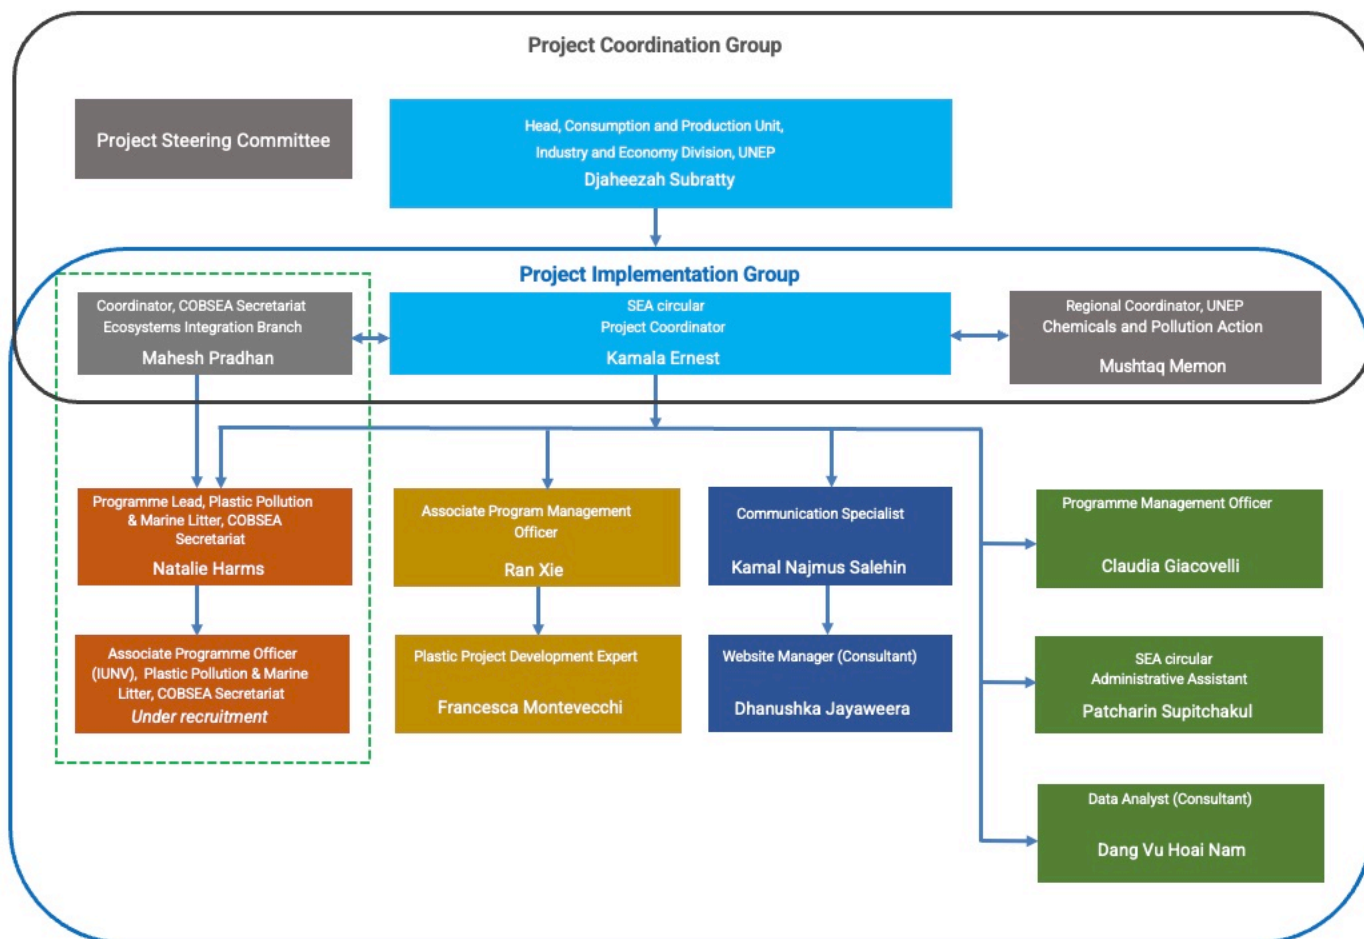 Project Coordination Group
Project Steering Committee
Head, Consumption and Production Unit,
Industry and Economy Division, UNEP
Djaheezah Subratty
Project Implementation Group
Coordinator, COBSEA Secretariat
Ecosystems Integration Branch
Mahesh Pradhan
SEA circular
Project Coordinator
Kamala Ernest
Regional Coordinator, UNEP
Chemicals and Pollution Action
Mushtaq Memon
Programme Lead, Plastic Pollution
& Marine Litter, COBSEA
Secretariat
Natalie Harms
Associate Program Management
Officer
Ran Xie
Communication Specialist
Kamal Najmus Salehin
Programme Management Officer
Claudia Giacovelli
Associate Programme Officer
(IUNV), Plastic Pollution & Marine
Litter, COBSEA Secretariat
Under recruitment
Plastic Project Development Expert
Francesca Montevecchi
Website Manager (Consultant)
Dhanushka Jayaweera
SEA circular
Administrative Assistant
Patcharin Supitchakul
Data Analyst (Consultant)
Dang Vu Hoai Nam